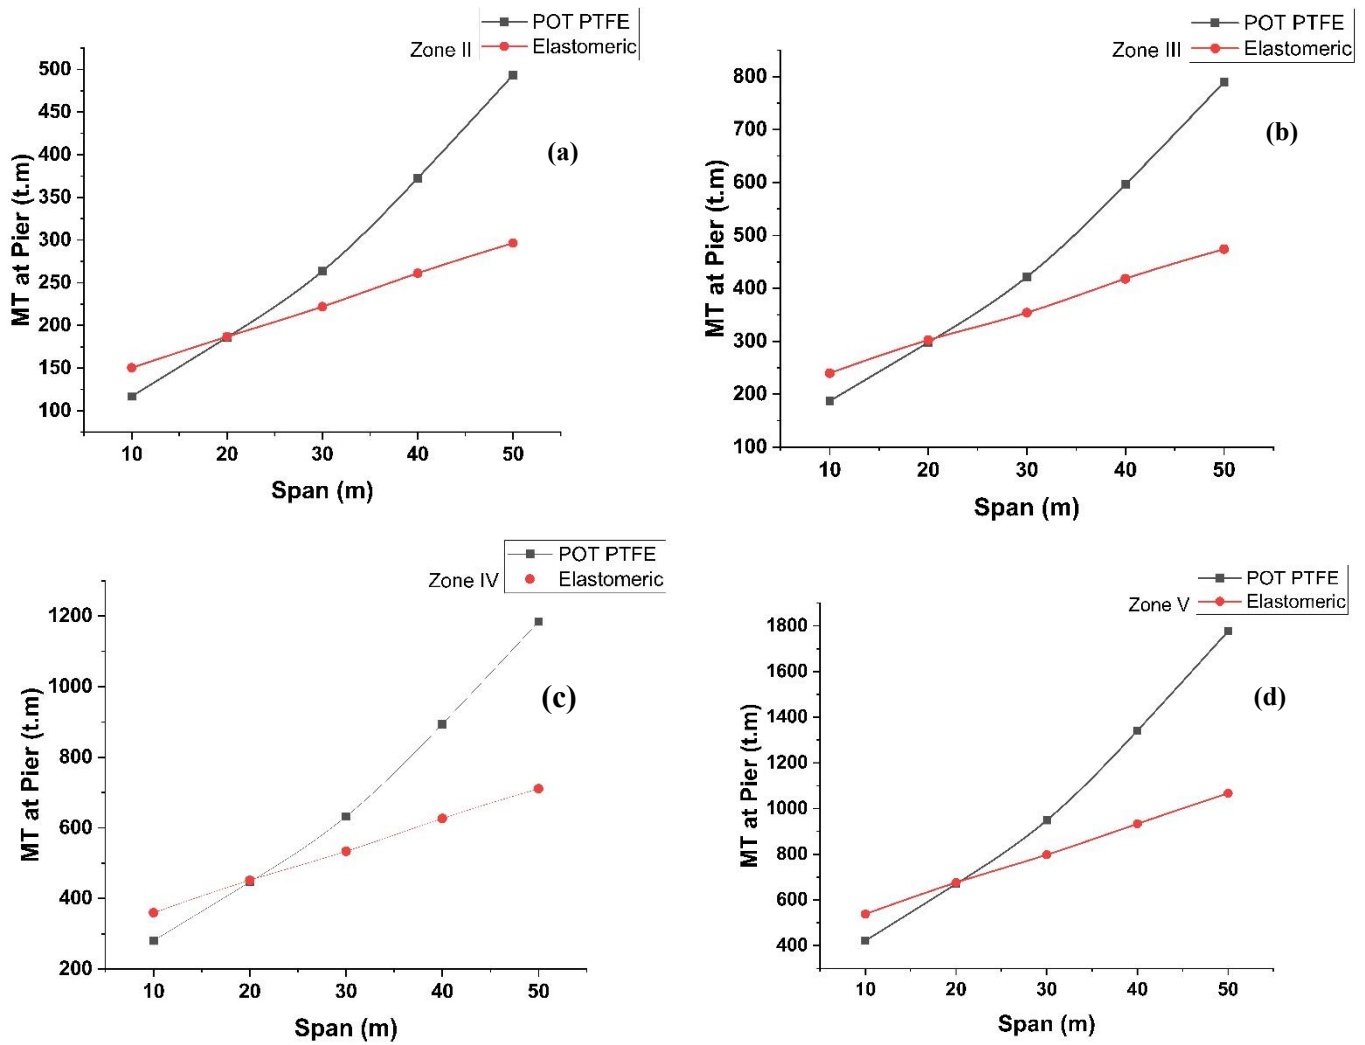 POT PTFE
Zone II Elastomeric
500
450
400
350
300
250
200
150
100
MT at Pier (t.m)
(a)
10 20 30 40 50
Span (m)
POT PTFE
Zone III Elastomeric
800
700
600
500
400
300
200
100
MT at Pier (t.m)
(b)
10 20 30 40 50
Span (m)
POT PTFE
Zone IV Elastomeric
1200
1000
800
600
400
200
MT at Pier (t.m)
(c)
10 20 30 40 50
Span (m)
POT PTFE
Zone V Elastomeric
1800
1600
1400
1200
1000
800
600
400
MT at Pier (t.m)
(d)
10 20 30 40 50
Span (m)